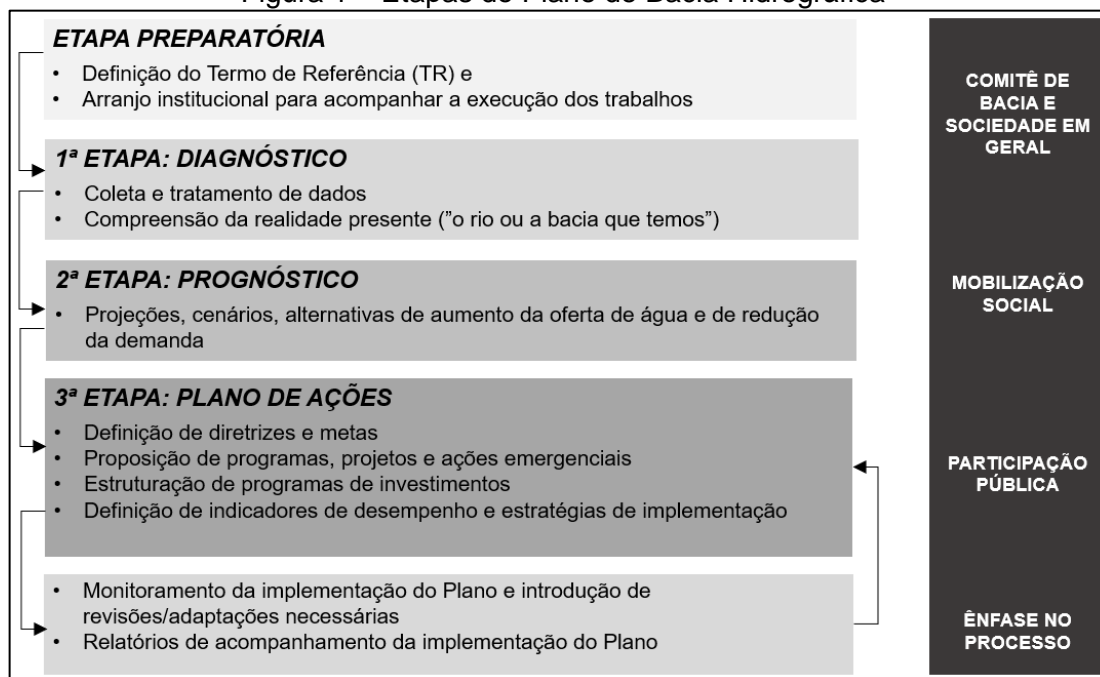 ETAPA PREPARATÓRIA
• Definição do Termo de Referência (TR) e
• Arranjo institucional para acompanhar a execução dos trabalhos
1ª ETAPA: DIAGNÓSTICO
• Coleta e tratamento de dados
• Compreensão da realidade presente ("o rio ou a bacia que temos")
2ª ETAPA: PROGNÓSTICO
• Projeções, cenários, alternativas de aumento da oferta de água e de redução
da demanda
3ª ETAPA: PLANO DE AÇÕES
• Definição de diretrizes e metas
• Proposição de programas, projetos e ações emergenciais
• Estruturação de programas de investimentos
• Definição de indicadores de desempenho e estratégias de implementação
• Monitoramento da implementação do Plano e introdução de
revisões/adaptações necessárias
• Relatórios de acompanhamento da implementação do Plano
COMITÊ DE
BACIA E
SOCIEDADE EM
GERAL
MOBILIZAÇÃO
SOCIAL
PARTICIPAÇÃO
PÚBLICA
ÊNFASE NO
PROCESSO